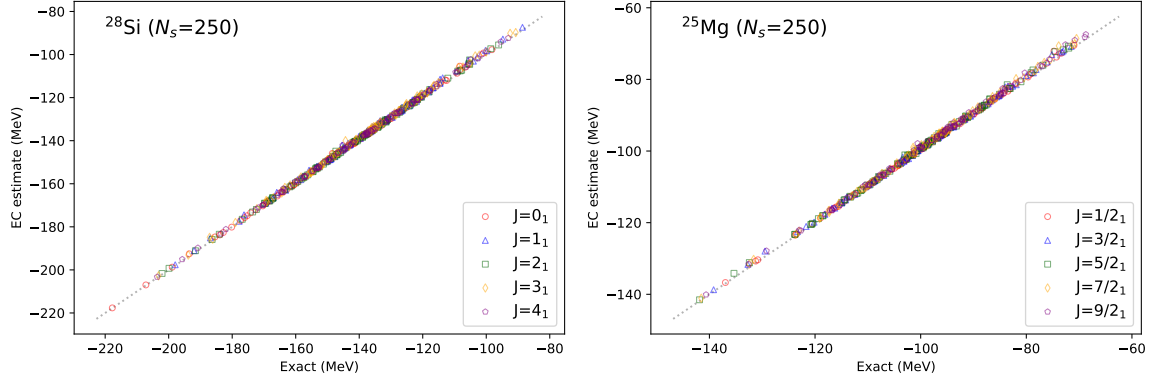 ²⁸Si (Nₛ=250)
EC estimate (MeV)
−80
−100
−120
−140
−160
−180
−200
−220
J=0₁
J=1₁
J=2₁
J=3₁
J=4₁
−220 −200 −180 −160 −140 −120 −100 −80
Exact (MeV)
²⁵Mg (Nₛ=250)
EC estimate (MeV)
−60
−80
−100
−120
−140
J=1/2₁
J=3/2₁
J=5/2₁
J=7/2₁
J=9/2₁
−140 −120 −100 −80 −60
Exact (MeV)